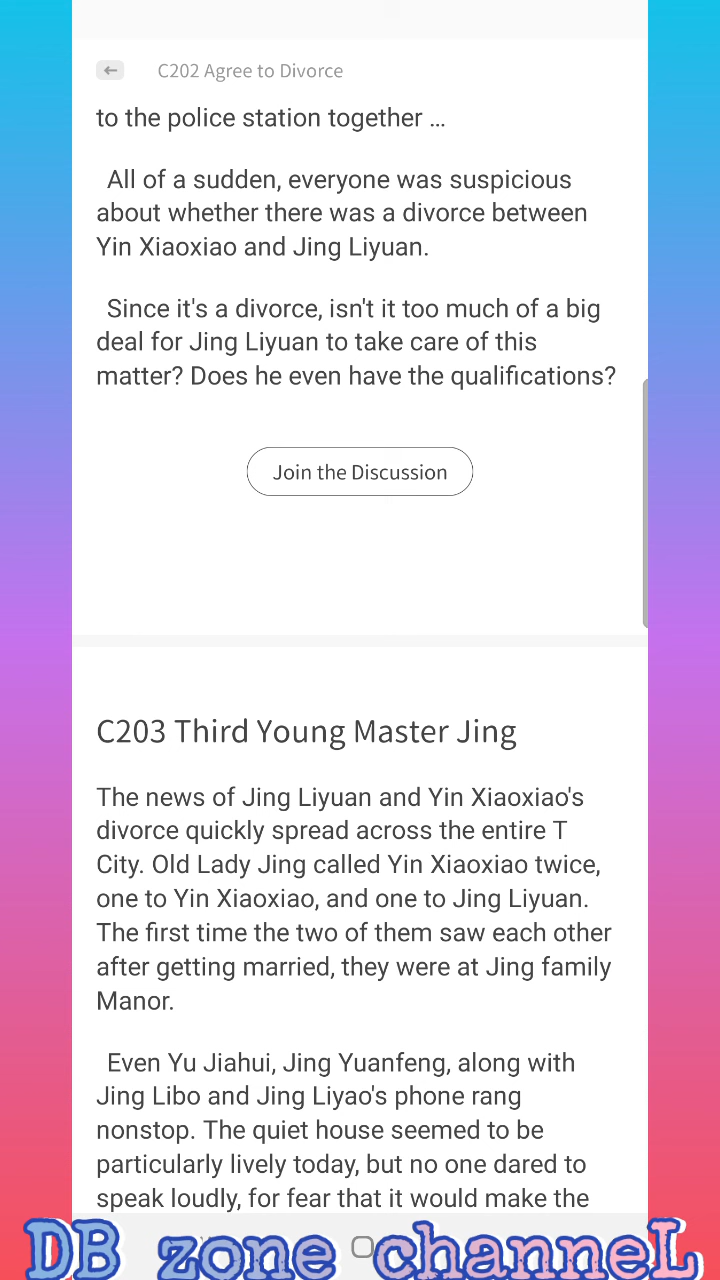 C202 Agree to Divorce
to the police station together ...
All of a sudden, everyone was suspicious
about whether there was a divorce between
Yin Xiaoxiao and Jing Liyuan.
Since it's a divorce, isn't it too much of a big
deal for Jing Liyuan to take care of this
matter? Does he even have the qualifications?
Join the Discussion
C203 Third Young Master Jing
The news of Jing Liyuan and Yin Xiaoxiao's
divorce quickly spread across the entire T
City. Old Lady Jing called Yin Xiaoxiao twice,
one to Yin Xiaoxiao, and one to Jing Liyuan.
The first time the two of them saw each other
after getting married, they were at Jing family
Manor.
Even Yu Jiahui, Jing Yuanfeng, along with
Jing Libo and Jing Liyao's phone rang
nonstop. The quiet house seemed to be
particularly lively today, but no one dared to
speak loudly, for fear that it would make the
DB zone channeL